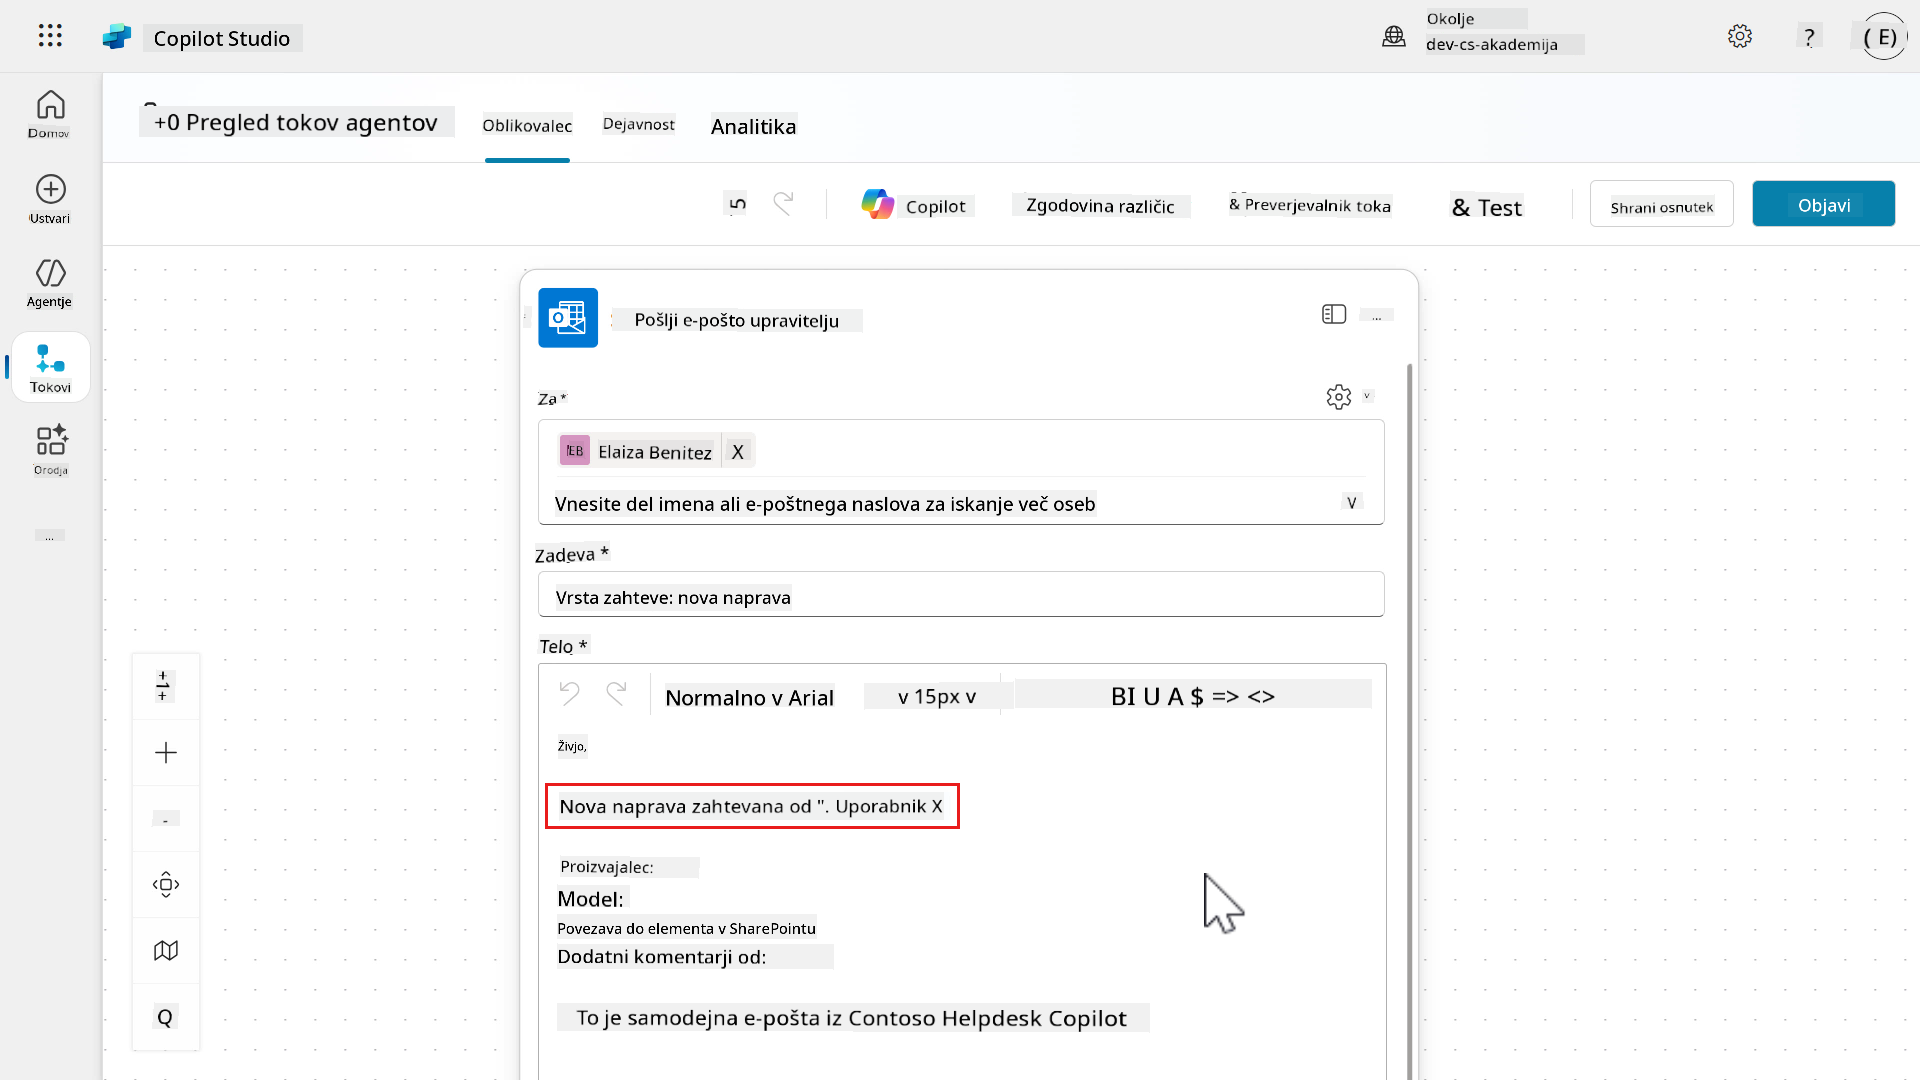 Copilot Studio
Okolje
dev-cs-akademija
?
( E)
Domov
Ustvari
Agentje
Tokovi
Orodja
...
+0 Pregled tokov agentov
Oblikovalec
Dejavnost
Analitika
Copilot
Zgodovina različic
& Preverjevalnik toka
& Test
Shrani osnutek
Objavi
Pošlji e-pošto upravitelju
...
Za *
EB
Elaiza Benitez
X
Vnesite del imena ali e-poštnega naslova za iskanje več oseb
V
Zadeva *
Vrsta zahteve: nova naprava
Telo *
Normalno v Arial
v 15px v
BI U A $ => <>
Živjo,
Nova naprava zahtevana od ". Uporabnik X
Proizvajalec:
Model:
Povezava do elementa v SharePointu
Dodatni komentarji od:
To je samodejna e-pošta iz Contoso Helpdesk Copilot
Q